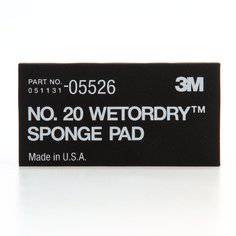 PART NO.
051131 -05526
3M
NO. 20 WETORDRY™
SPONGE PAD
Made in U.S.A.